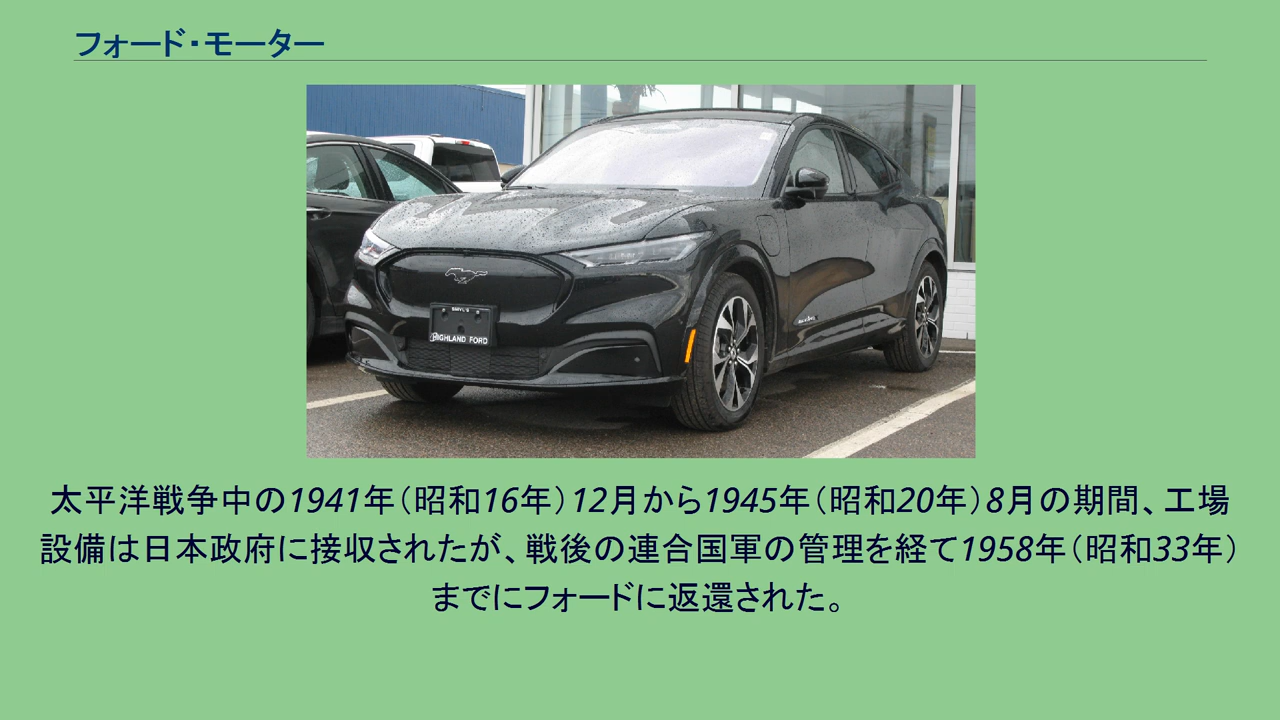 フォード・モーター
HIGHLAND FORD
太平洋戦争中の1941年（昭和16年）12月から1945年（昭和20年）8月の期間、工場
設備は日本政府に接収されたが、戦後の連合国軍の管理を経て1958年（昭和33年）
までにフォードに返還された。